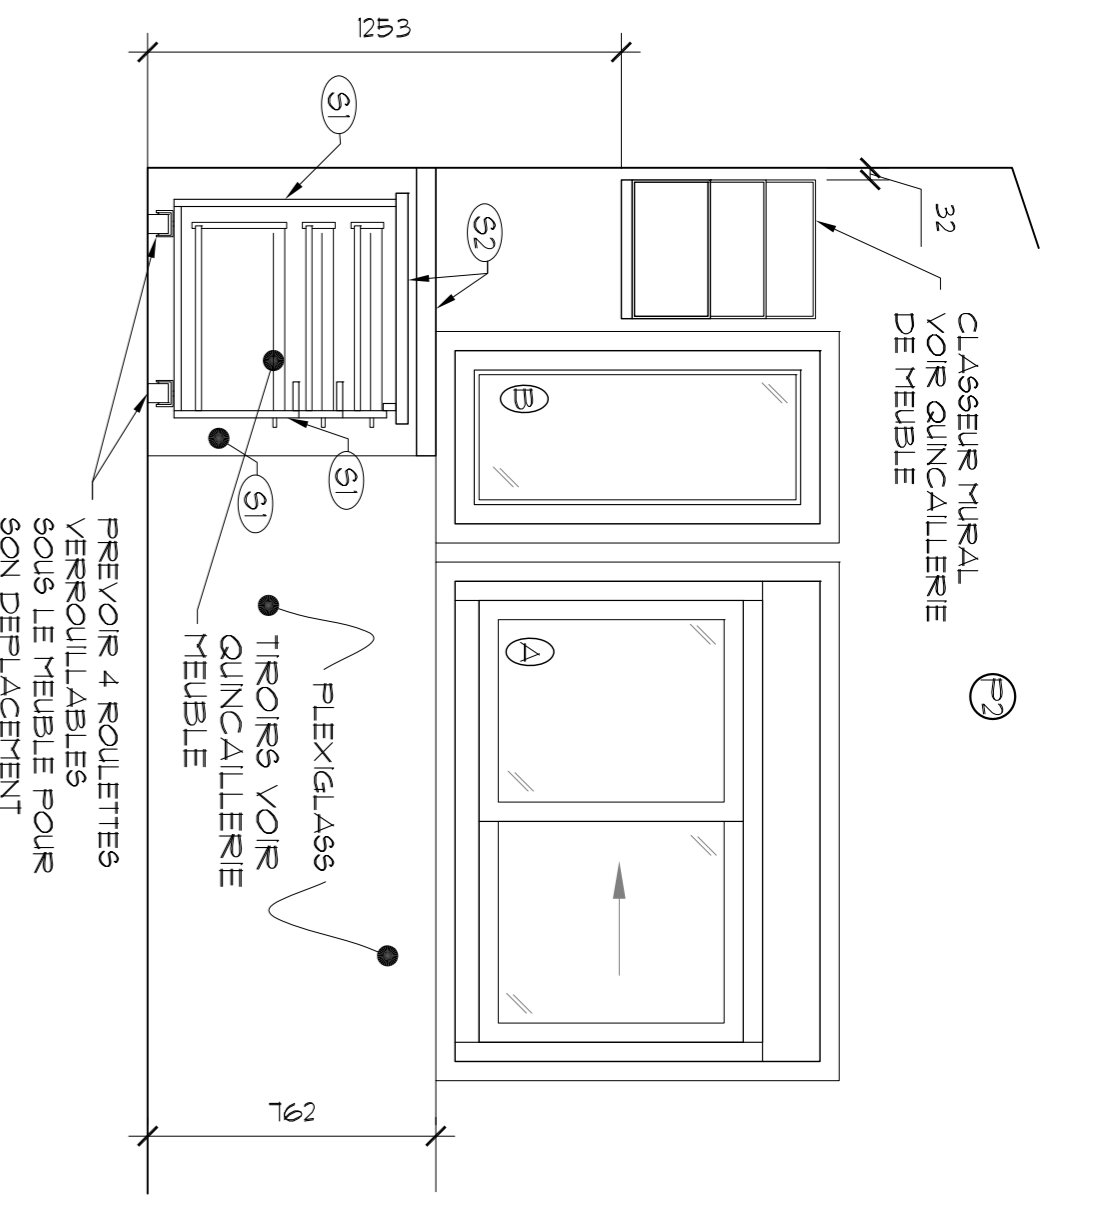 1253
S1
S2
32
CLASSEUR MURAL
VOIR QUINCAILLERIE
DE MEUBLE
P2
B
A
S1
S1
PLEXIGLASS
TIROIRS VOIR
QUINCAILLERIE
MEUBLE
PREVOIR 4 ROULETTES
VERROUILLABLES
SOUS LE MEUBLE POUR
SON DEPLACEMENT
762